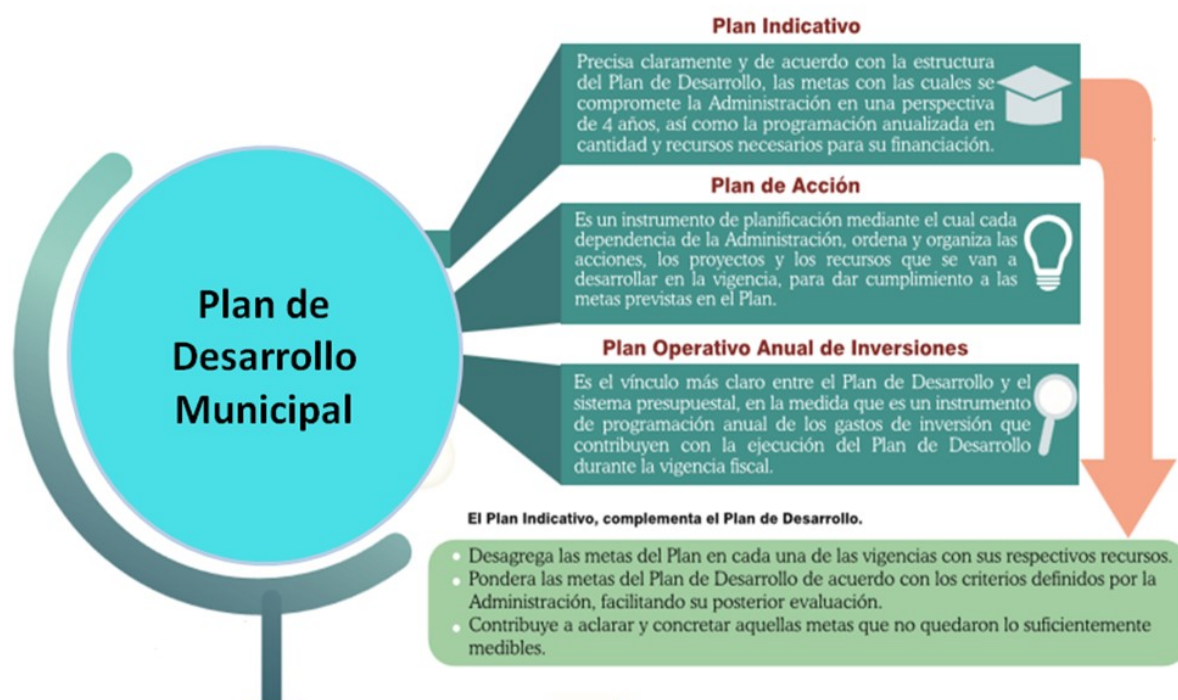 Plan de
Desarrollo
Municipal
Plan Indicativo
Precisa claramente y de acuerdo con la estructura
del Plan de Desarrollo, las metas con las cuales se
compromete la Administración en una perspectiva
de 4 años, así como la programación anualizada en
cantidad y recursos necesarios para su financiación.
Plan de Acción
Es un instrumento de planificación mediante el cual cada
dependencia de la Administración, ordena y organiza las
acciones, los proyectos y los recursos que se van a
desarrollar en la vigencia, para dar cumplimiento a las
metas previstas en el Plan.
Plan Operativo Anual de Inversiones
Es el vínculo más claro entre el Plan de Desarrollo y el
sistema presupuestal, en la medida que es un instrumento
de programación anual de los gastos de inversión que
contribuyen con la ejecución del Plan de Desarrollo
durante la vigencia fiscal.
El Plan Indicativo, complementa el Plan de Desarrollo.
• Desagrega las metas del Plan en cada una de las vigencias con sus respectivos recursos.
• Pondera las metas del Plan de Desarrollo de acuerdo con los criterios definidos por la
Administración, facilitando su posterior evaluación.
• Contribuye a aclarar y concretar aquellas metas que no quedaron lo suficientemente
medibles.